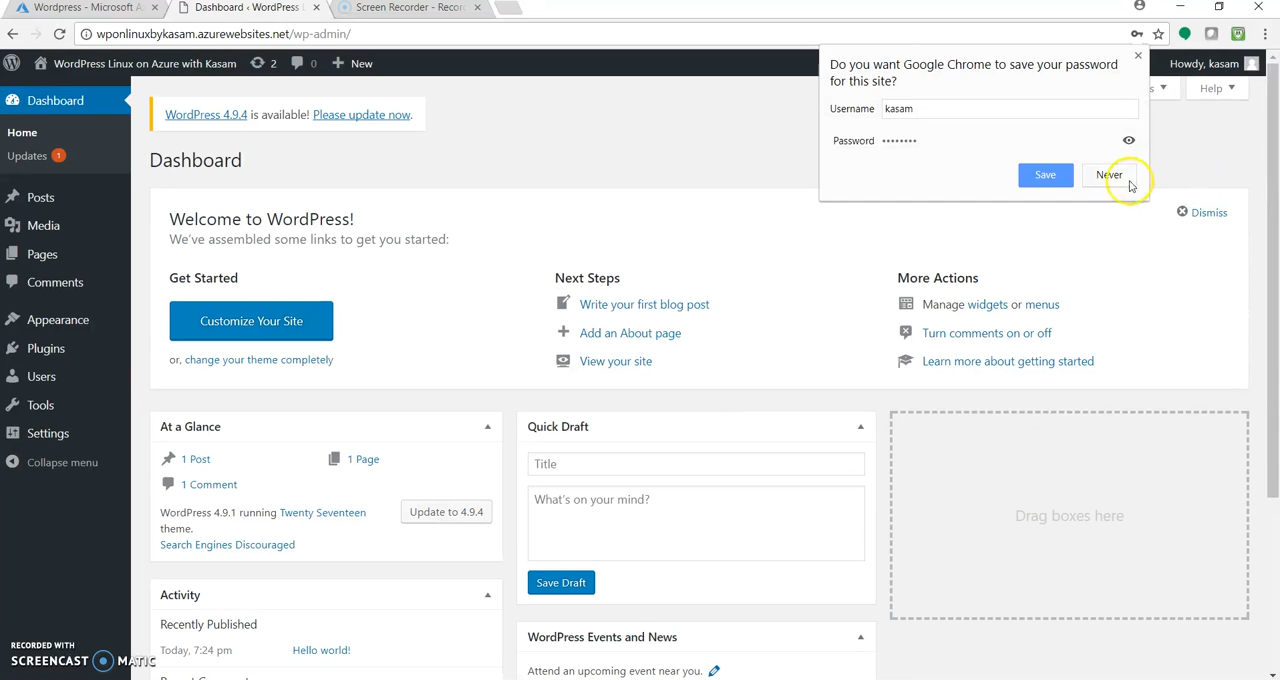 Wordpress - Microsoft A
Dashboard ‹ WordPress L
Screen Recorder - Recor
wponlinuxbykasam.azurewebsites.net/wp-admin/
WordPress Linux on Azure with Kasam
2
0
New
Howdy, kasam
Do you want Google Chrome to save your password
for this site?
Username kasam
Password ••••••••
Save
Never
s
Help
Dashboard
Home
Updates 1
Posts
Media
Pages
Comments
Appearance
Plugins
Users
Tools
Settings
Collapse menu
WordPress 4.9.4 is available! Please update now.
Dashboard
Welcome to WordPress!
We've assembled some links to get you started:
Dismiss
Get Started
Customize Your Site
or, change your theme completely
Next Steps
Write your first blog post
Add an About page
View your site
More Actions
Manage widgets or menus
Turn comments on or off
Learn more about getting started
At a Glance
1 Post
1 Page
1 Comment
WordPress 4.9.1 running Twenty Seventeen
theme.
Update to 4.9.4
Search Engines Discouraged
Activity
Recently Published
Today, 7:24 pm
Hello world!
Quick Draft
Title
What's on your mind?
Save Draft
WordPress Events and News
Attend an upcoming event near you.
Drag boxes here
RECORDED WITH
SCREENCAST MATIC